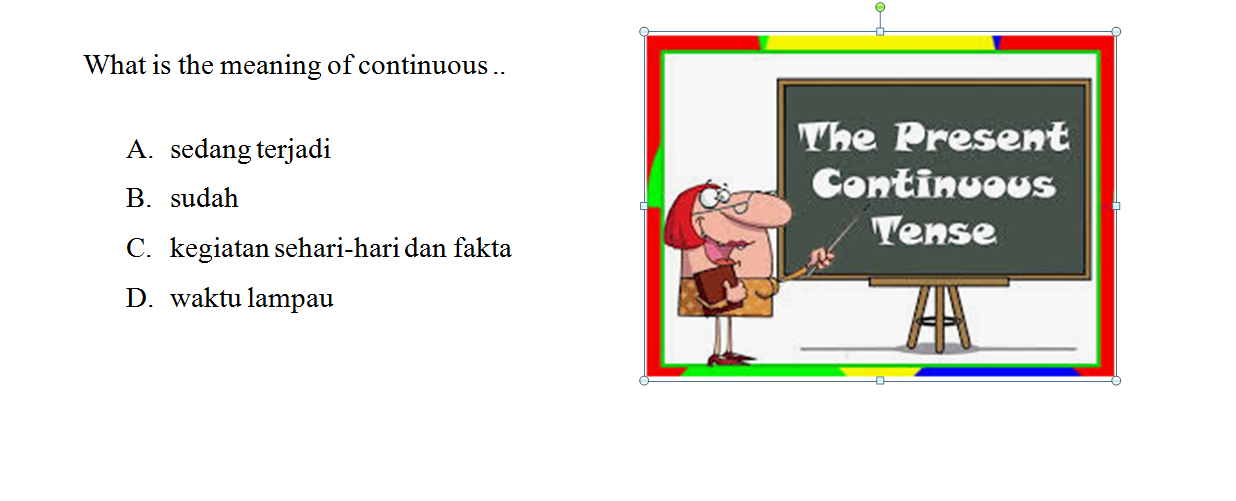 What is the meaning of continuous ..
A. sedang terjadi
B. sudah
C. kegiatan sehari-hari dan fakta
D. waktu lampau
The Present
Continuous
Tense